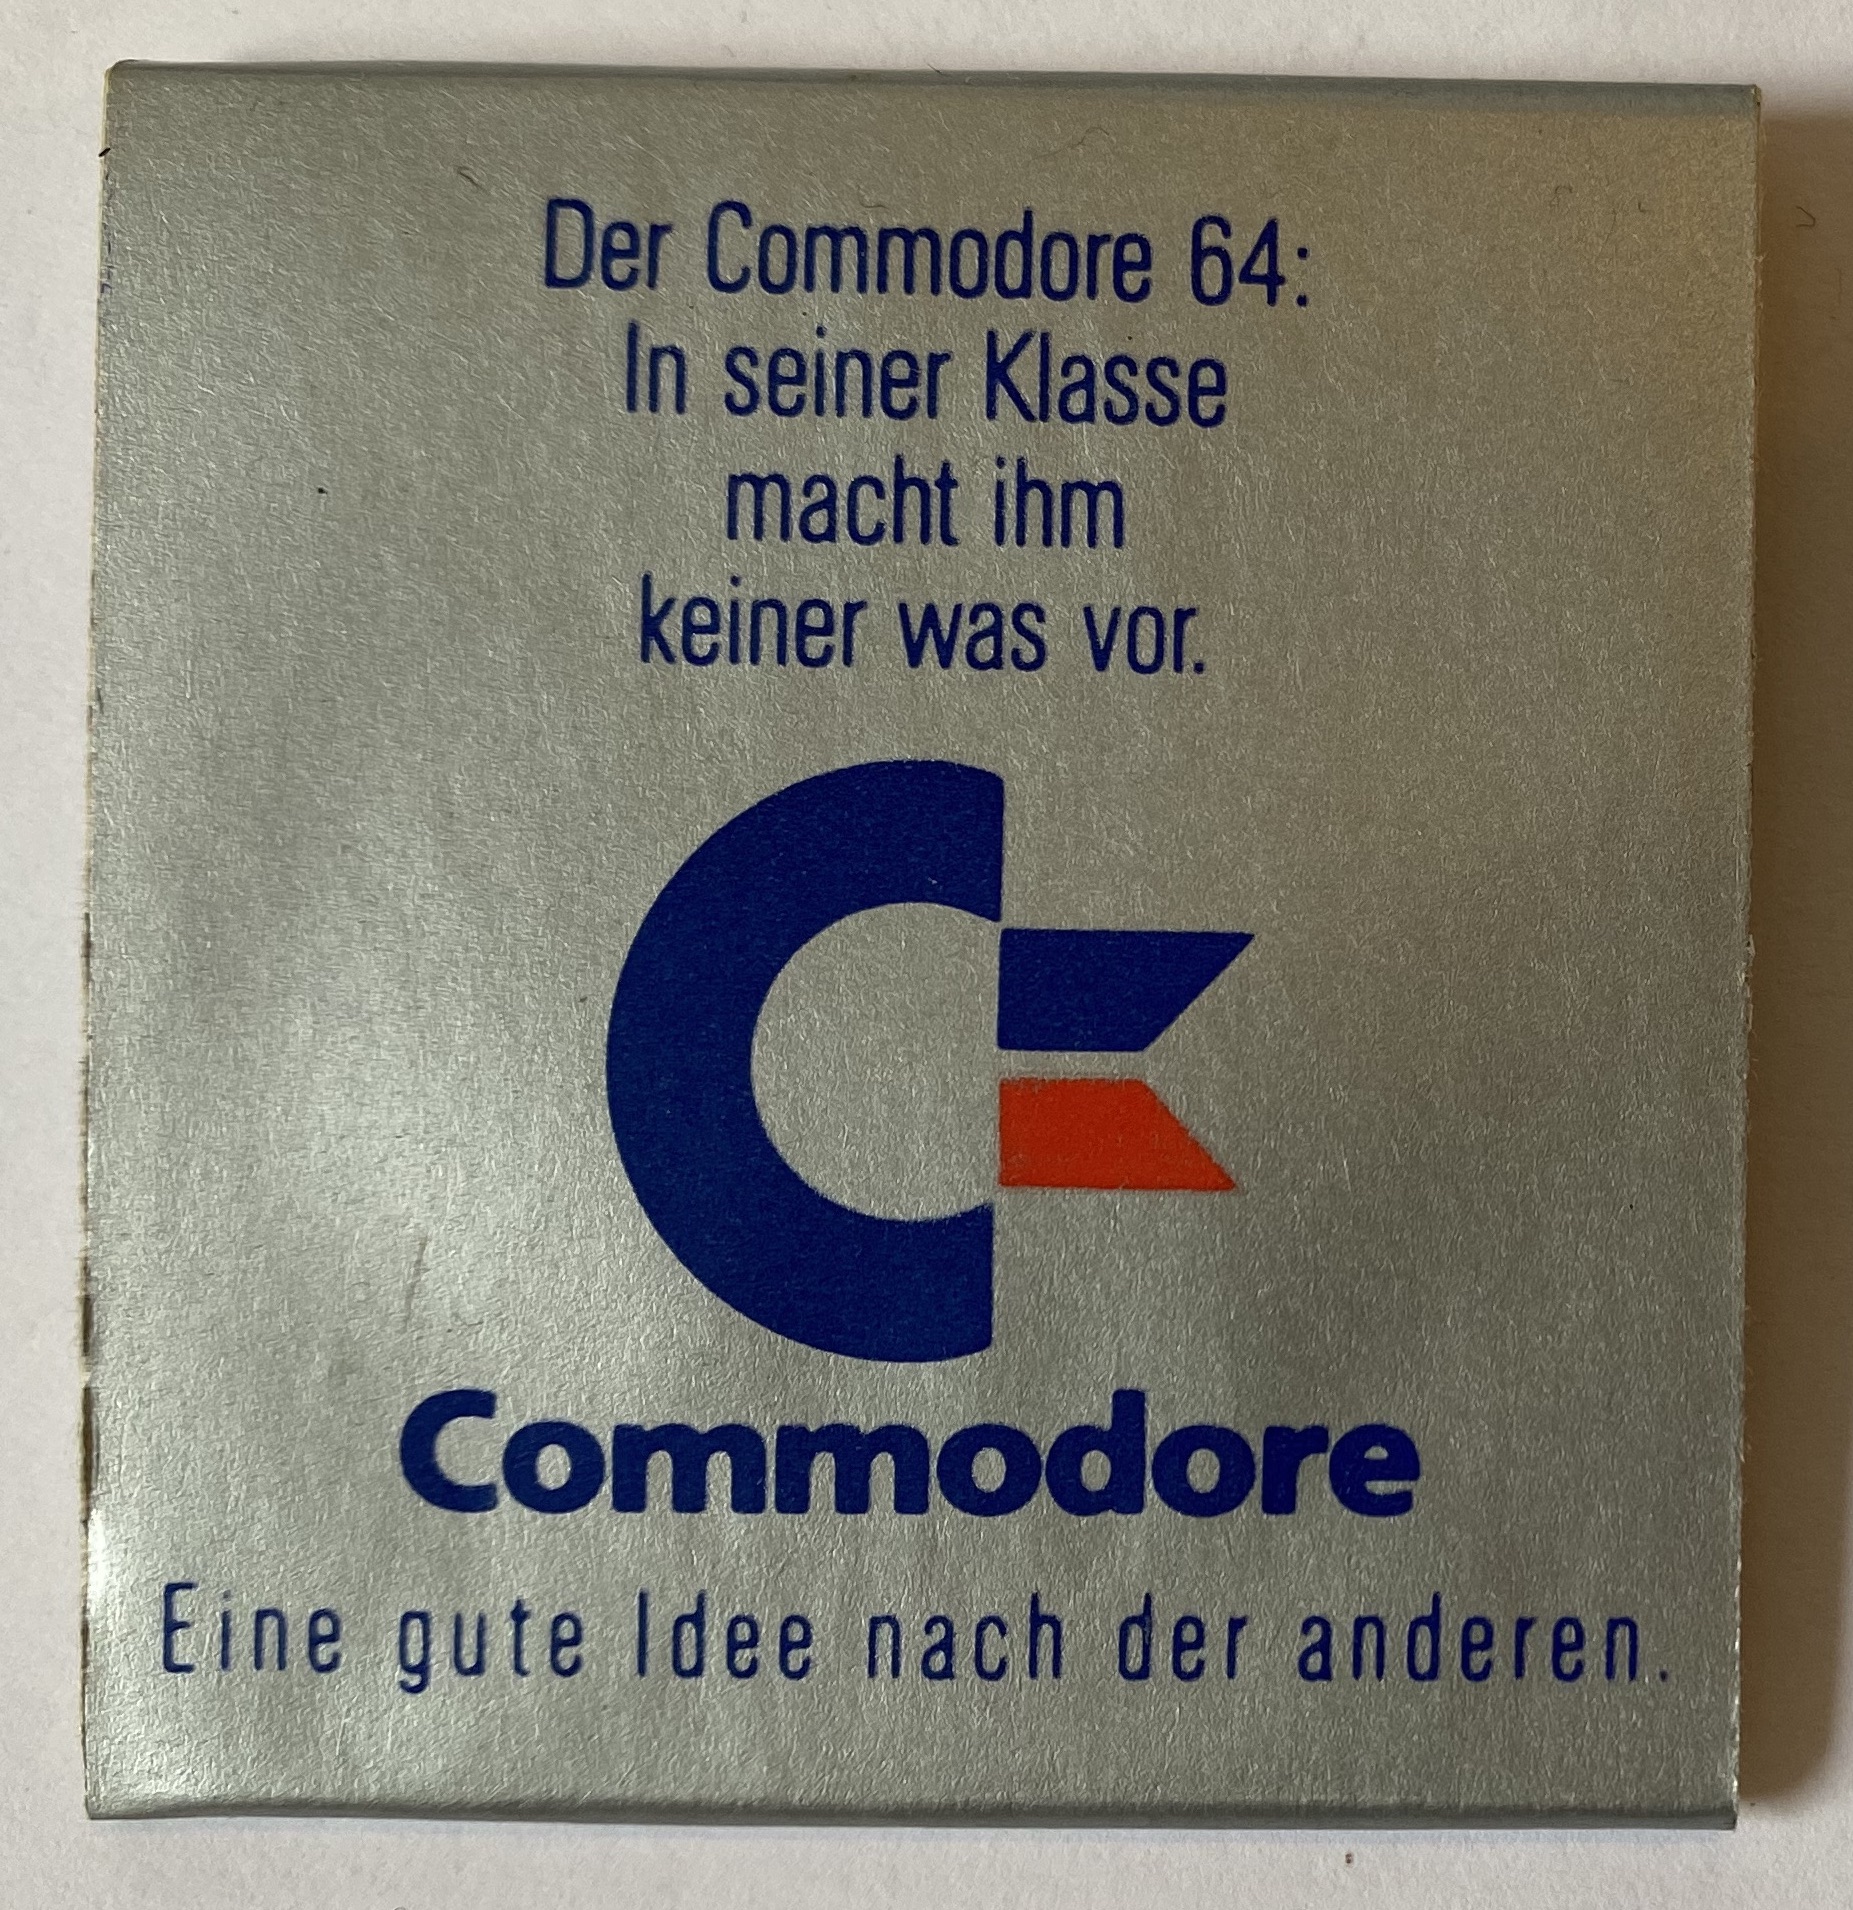 Der Commodore 64:
In seiner Klasse
macht ihm
keiner was vor.
Commodore
Eine gute Idee nach der anderen.